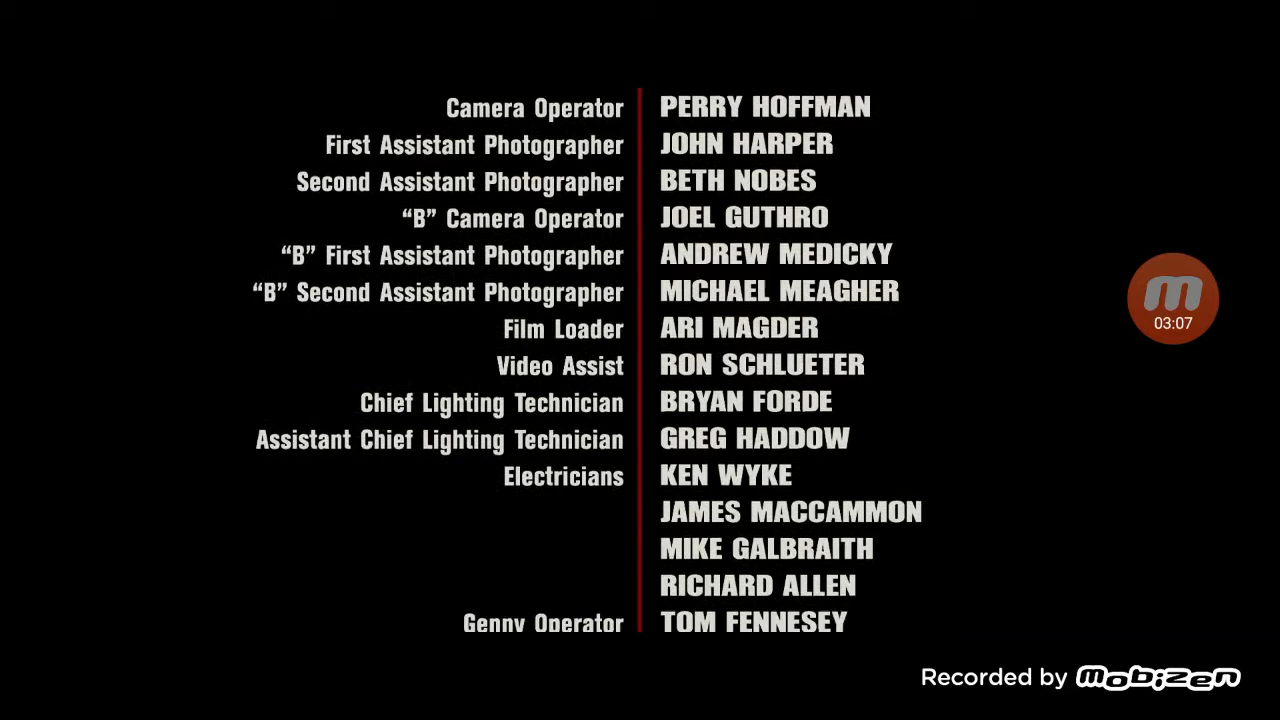 Camera Operator PERRY HOFFMAN
First Assistant Photographer JOHN HARPER
Second Assistant Photographer BETH NOBES
“B” Camera Operator JOEL GUTHRO
“B” First Assistant Photographer ANDREW MEDICKY
“B” Second Assistant Photographer MICHAEL MEAGHER
Film Loader ARI MAGDER
Video Assist RON SCHLUETER
Chief Lighting Technician BRYAN FORDE
Assistant Chief Lighting Technician GREG HADDOW
Electricians KEN WYKE
JAMES MACCAMMON
MIKE GALBRAITH
RICHARD ALLEN
Genny Operator TOM FENNESEY
m
03:07
Recorded by mobizen